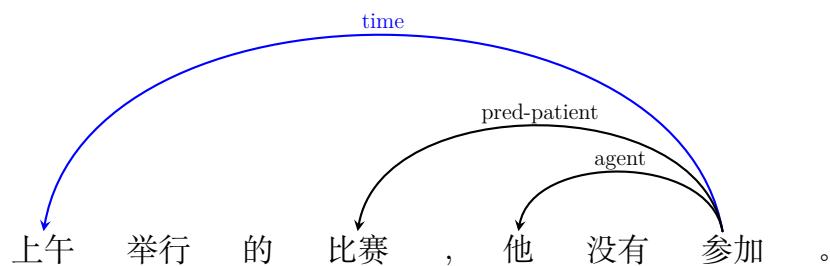 time
pred-patient
agent
上午 举行 的 比赛 , 他 没有 参加 。